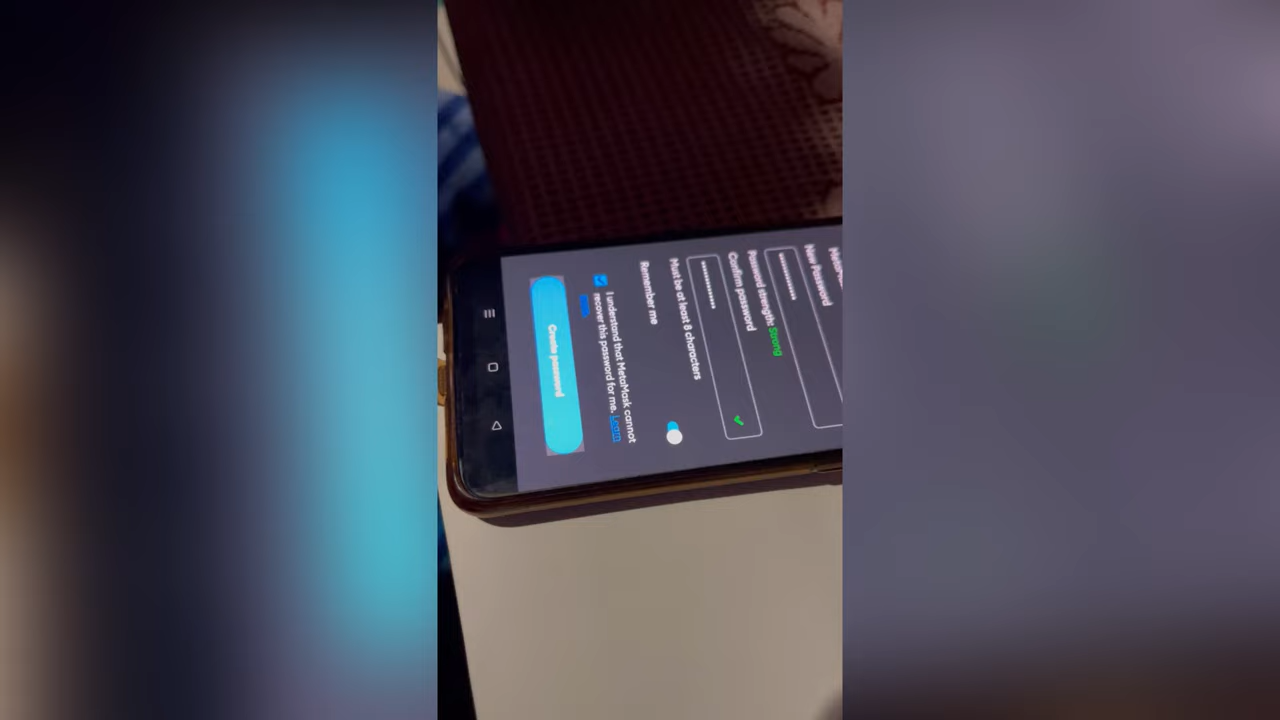 New Password
••••••••••••
Password strength: Strong
Confirm password
••••••••••••
Must be at least 8 characters
Remember me
I understand that MetaMask cannot
recover this password for me. Learn
Create password